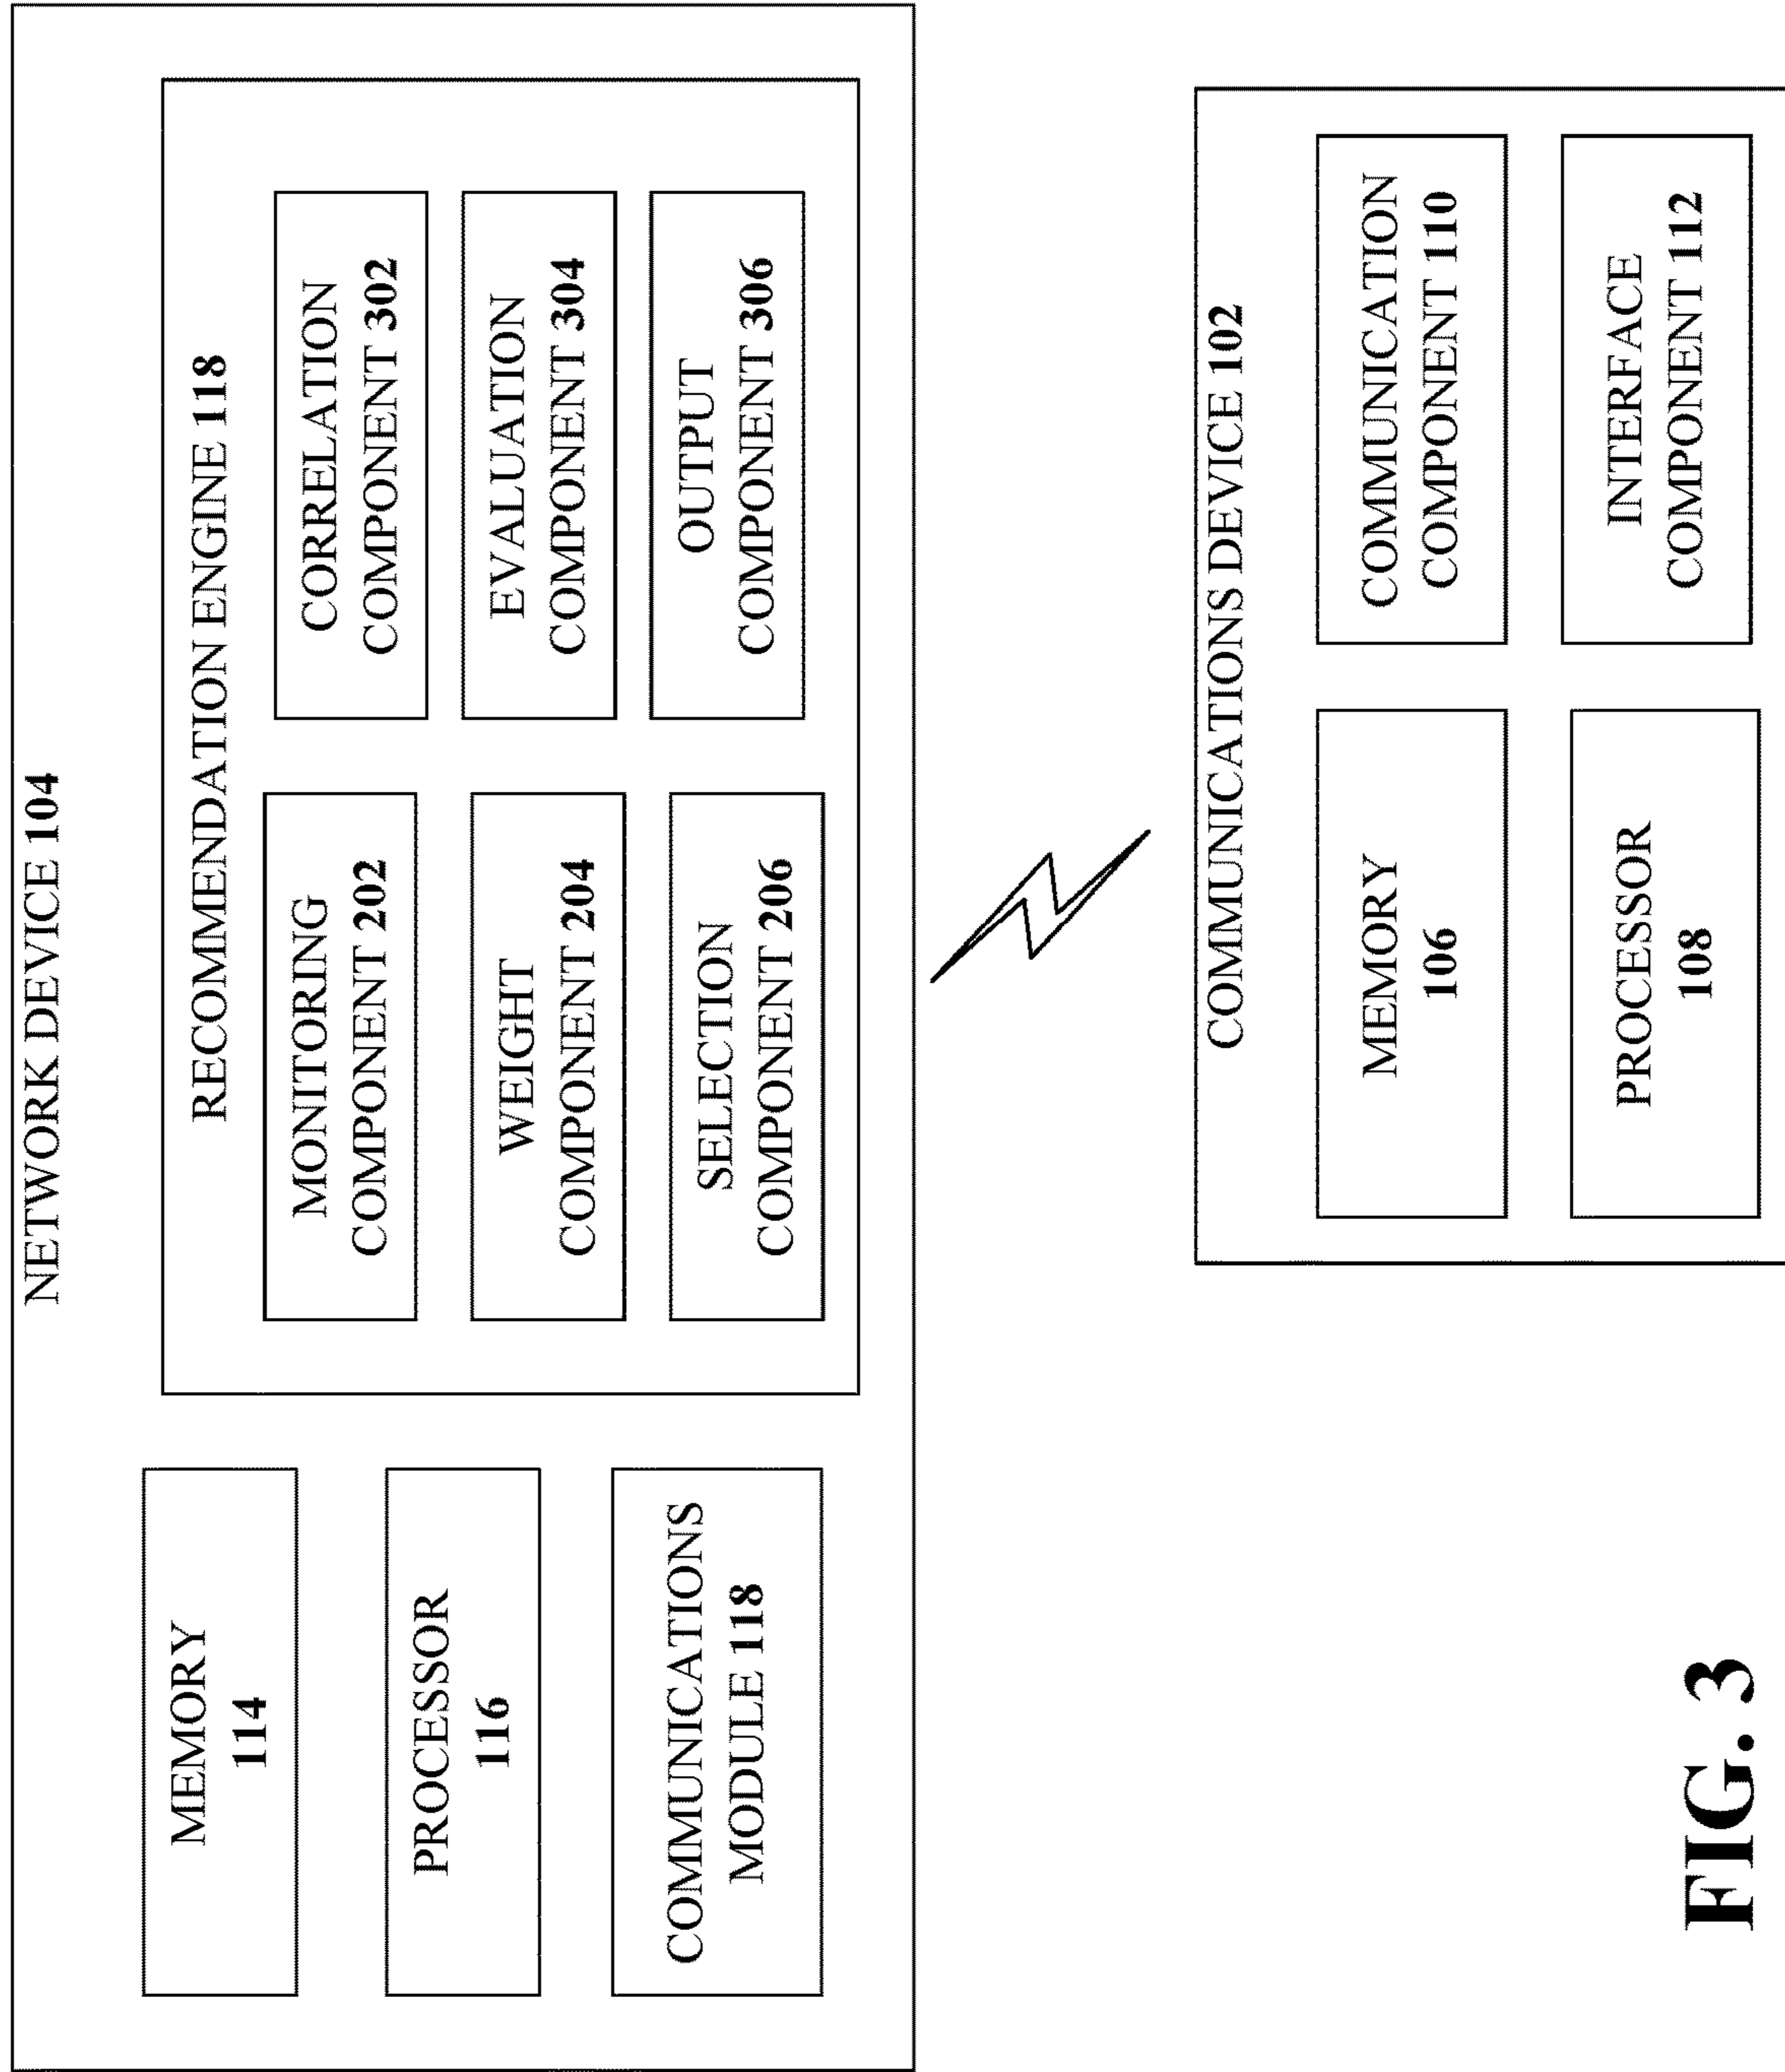 NETWORK DEVICE 104
MEMORY
114
PROCESSOR
116
COMMUNICATIONS
MODULE 118
RECOMMENDATION ENGINE 118
MONITORING
COMPONENT 202
WEIGHT
COMPONENT 204
SELECTION
COMPONENT 206
CORRELATION
COMPONENT 302
EVALUATION
COMPONENT 304
OUTPUT
COMPONENT 306
COMMUNICATIONS DEVICE 102
MEMORY
106
PROCESSOR
108
COMMUNICATION
COMPONENT 110
INTERFACE
COMPONENT 112
FIG. 3